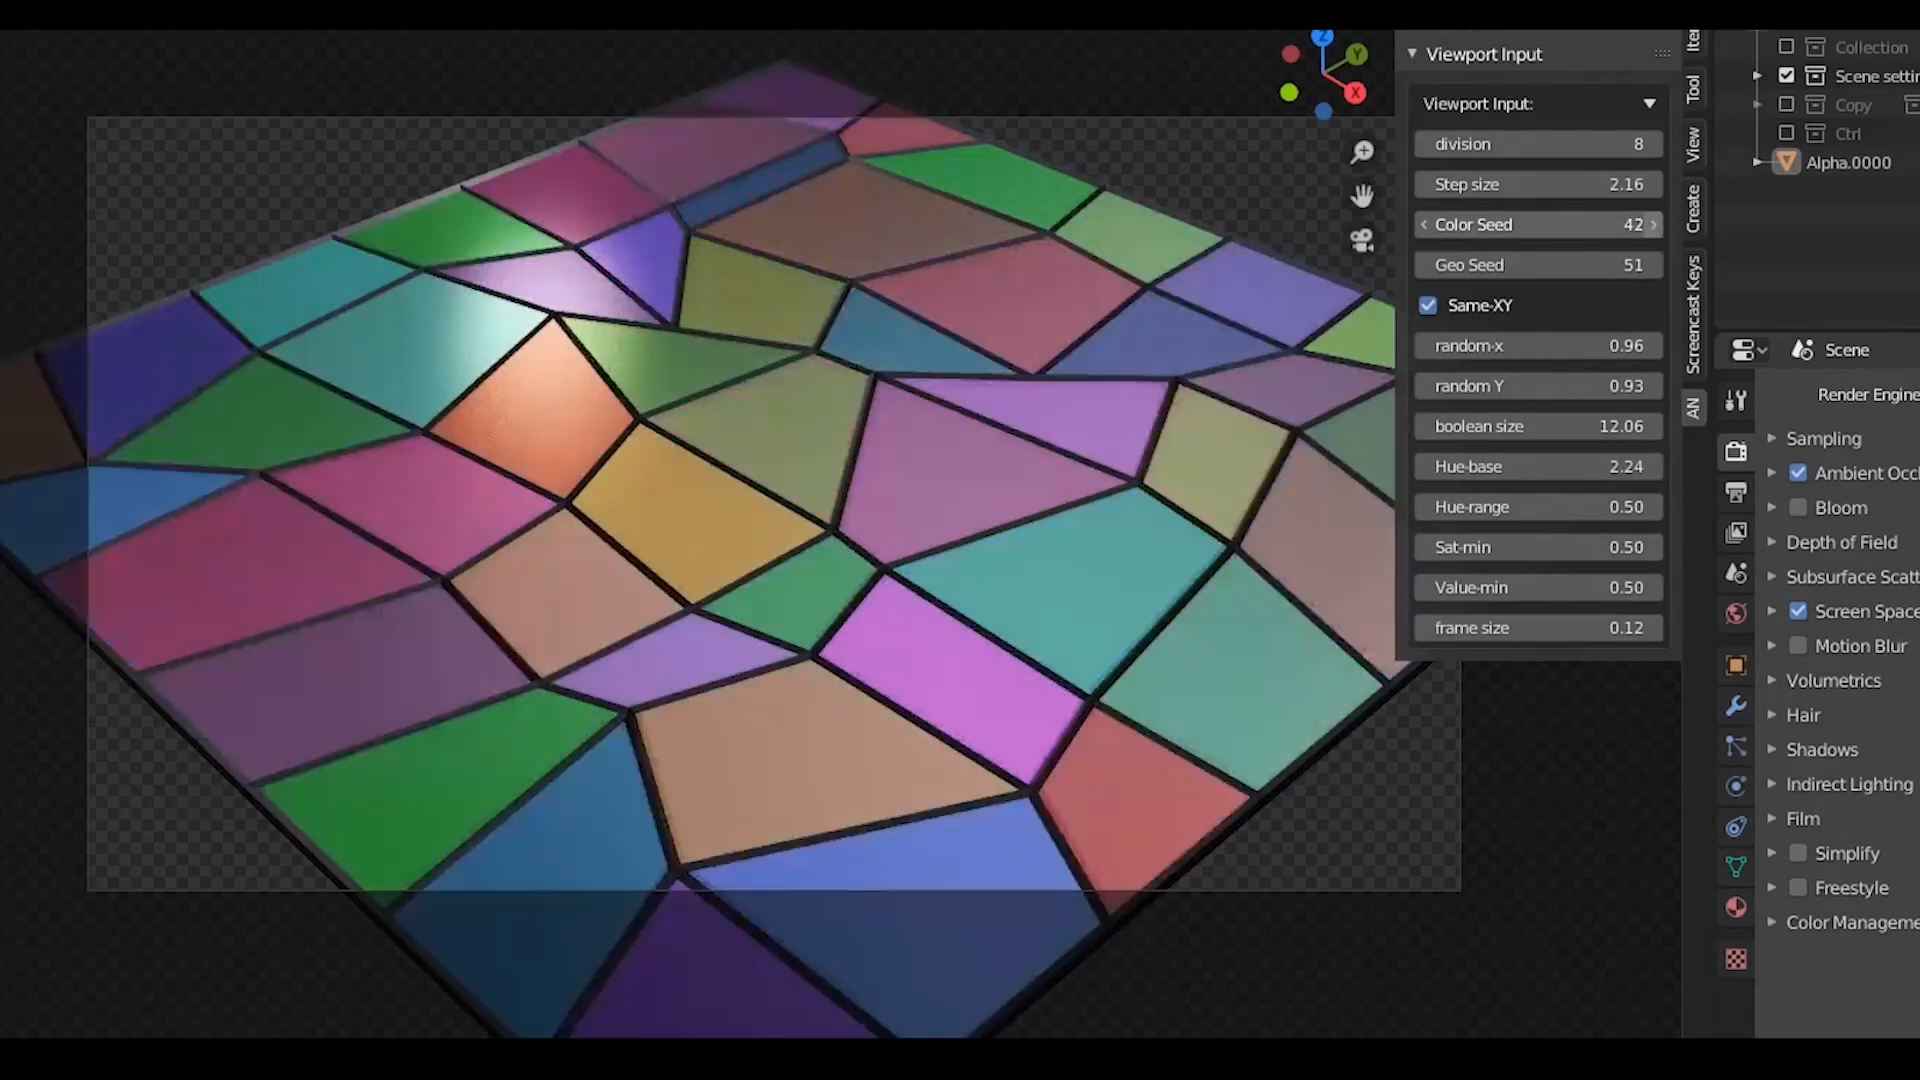 Z
Y
X
Viewport Input
Viewport Input:
division 8
Step size 2.16
Color Seed 42
Geo Seed 51
Same-XY
random-x 0.96
random Y 0.93
boolean size 12.06
Hue-base 2.24
Hue-range 0.50
Sat-min 0.50
Value-min 0.50
frame size 0.12
Tool
View
Create
Screencast Keys
AN
Collection
Scene settin
Copy
Ctrl
Alpha.0000
Scene
Render Engine
Sampling
Ambient Occl
Bloom
Depth of Field
Subsurface Scatt
Screen Space
Motion Blur
Volumetrics
Hair
Shadows
Indirect Lighting
Film
Simplify
Freestyle
Color Manageme